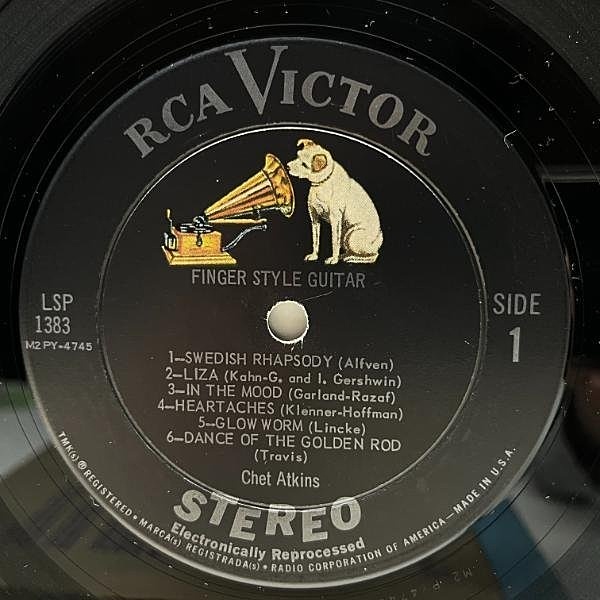 RCA VICTOR
FINGER STYLE GUITAR
LSP
1383
M2 PY-4745
SIDE
1
1—SWEDISH RHAPSODY (Alfven)
2—LIZA (Kahn-G. and I. Gershwin)
3—IN THE MOOD (Garland-Razaf)
4—HEARTACHES (Klenner-Hoffman)
5—GLOW WORM (Lincke)
6—DANCE OF THE GOLDEN ROD
(Travis)
Chet Atkins
STEREO
Electronically Reprocessed
TMK(s) ® REGISTERED • MARCA(s) REGISTRADA(s) • RADIO CORPORATION OF AMERICA—MADE IN U.S.A.